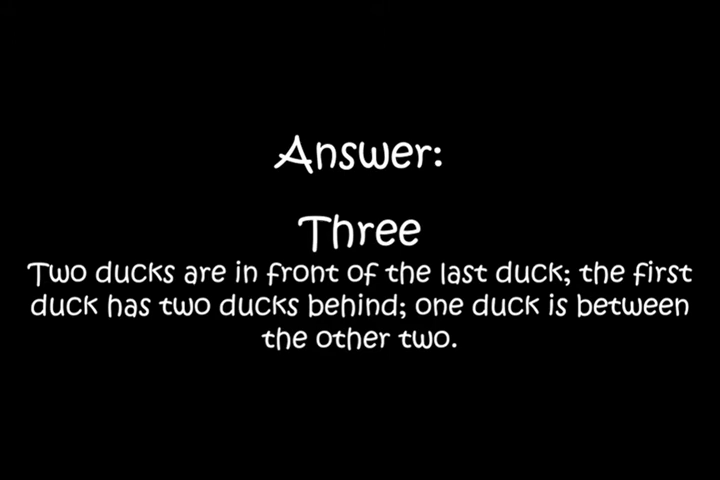 Answer:
Three
Two ducks are in front of the last duck; the first
duck has two ducks behind; one duck is between
the other two.